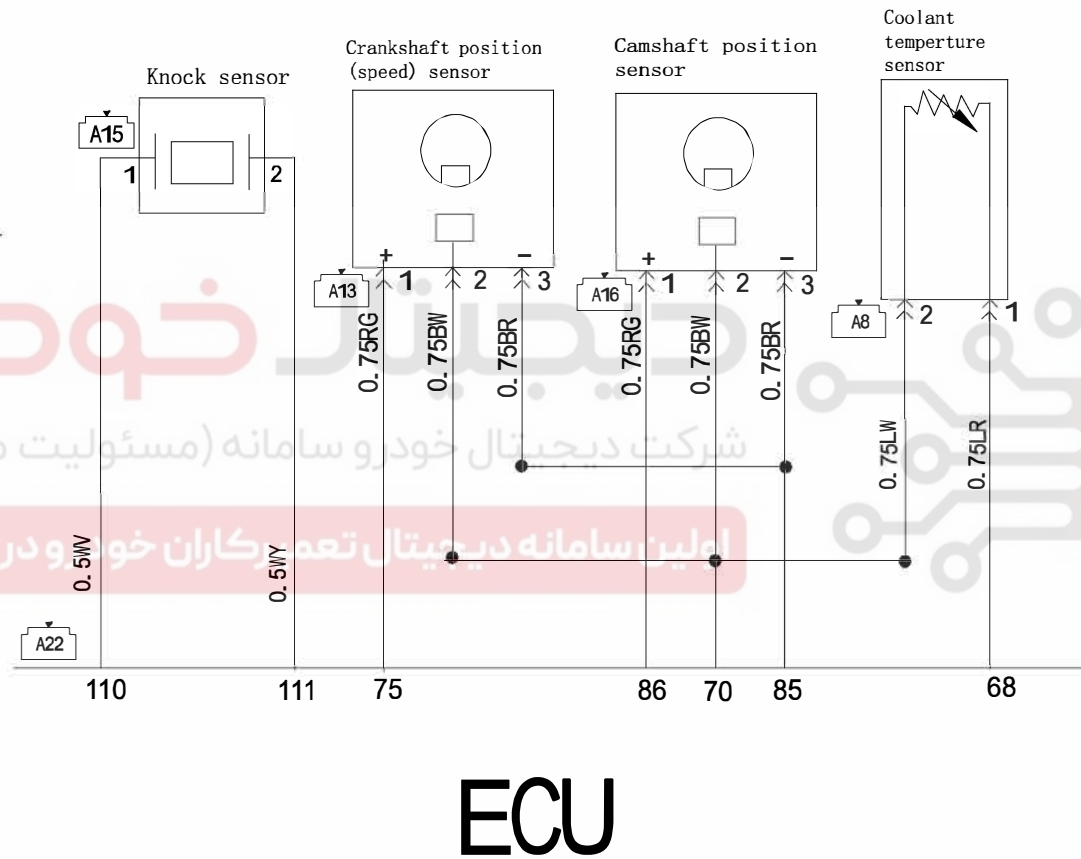 Coolant
temperture
sensor
Crankshaft position
(speed) sensor
Camshaft position
sensor
Knock sensor
A15
1
2
+
1
2
−
3
A13
+
1
2
−
3
A16
A8
2
1
0.75RG
0.75BW
0.75BR
0.75RG
0.75BW
0.75BR
دیجیتال خود
شرکت دیجیتال خودرو سامانه (مسئولیت
0.75LW
0.75LR
اولین سامانه دیجیتال تعمیرکاران خودرو در
0.5WV
0.5WY
A22
110
111
75
86
70
85
68
ECU